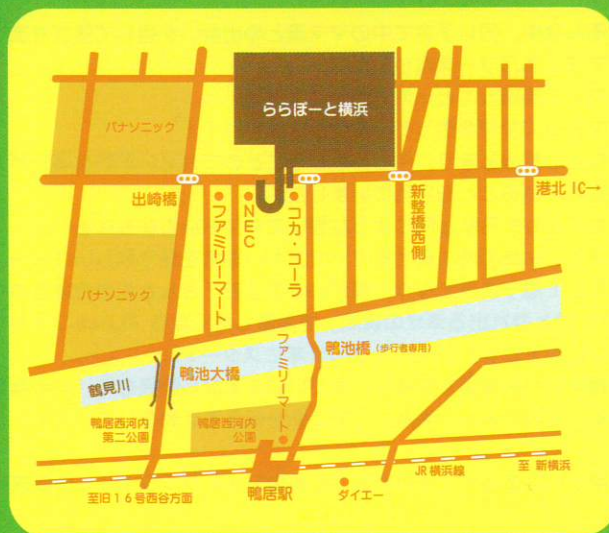 ららぽーと横浜
パナソニック
出崎橋
ファミリーマート
NEC
コカ・コーラ
新整橋西側
港北 IC→
パナソニック
鶴見川
鴨池大橋
ファミリーマート
鴨池橋（歩行者専用）
鴨居西河内
第二公園
鴨居西河内
公園
至旧16号西谷方面
鴨居駅
ダイエー
JR 横浜線
至 新横浜